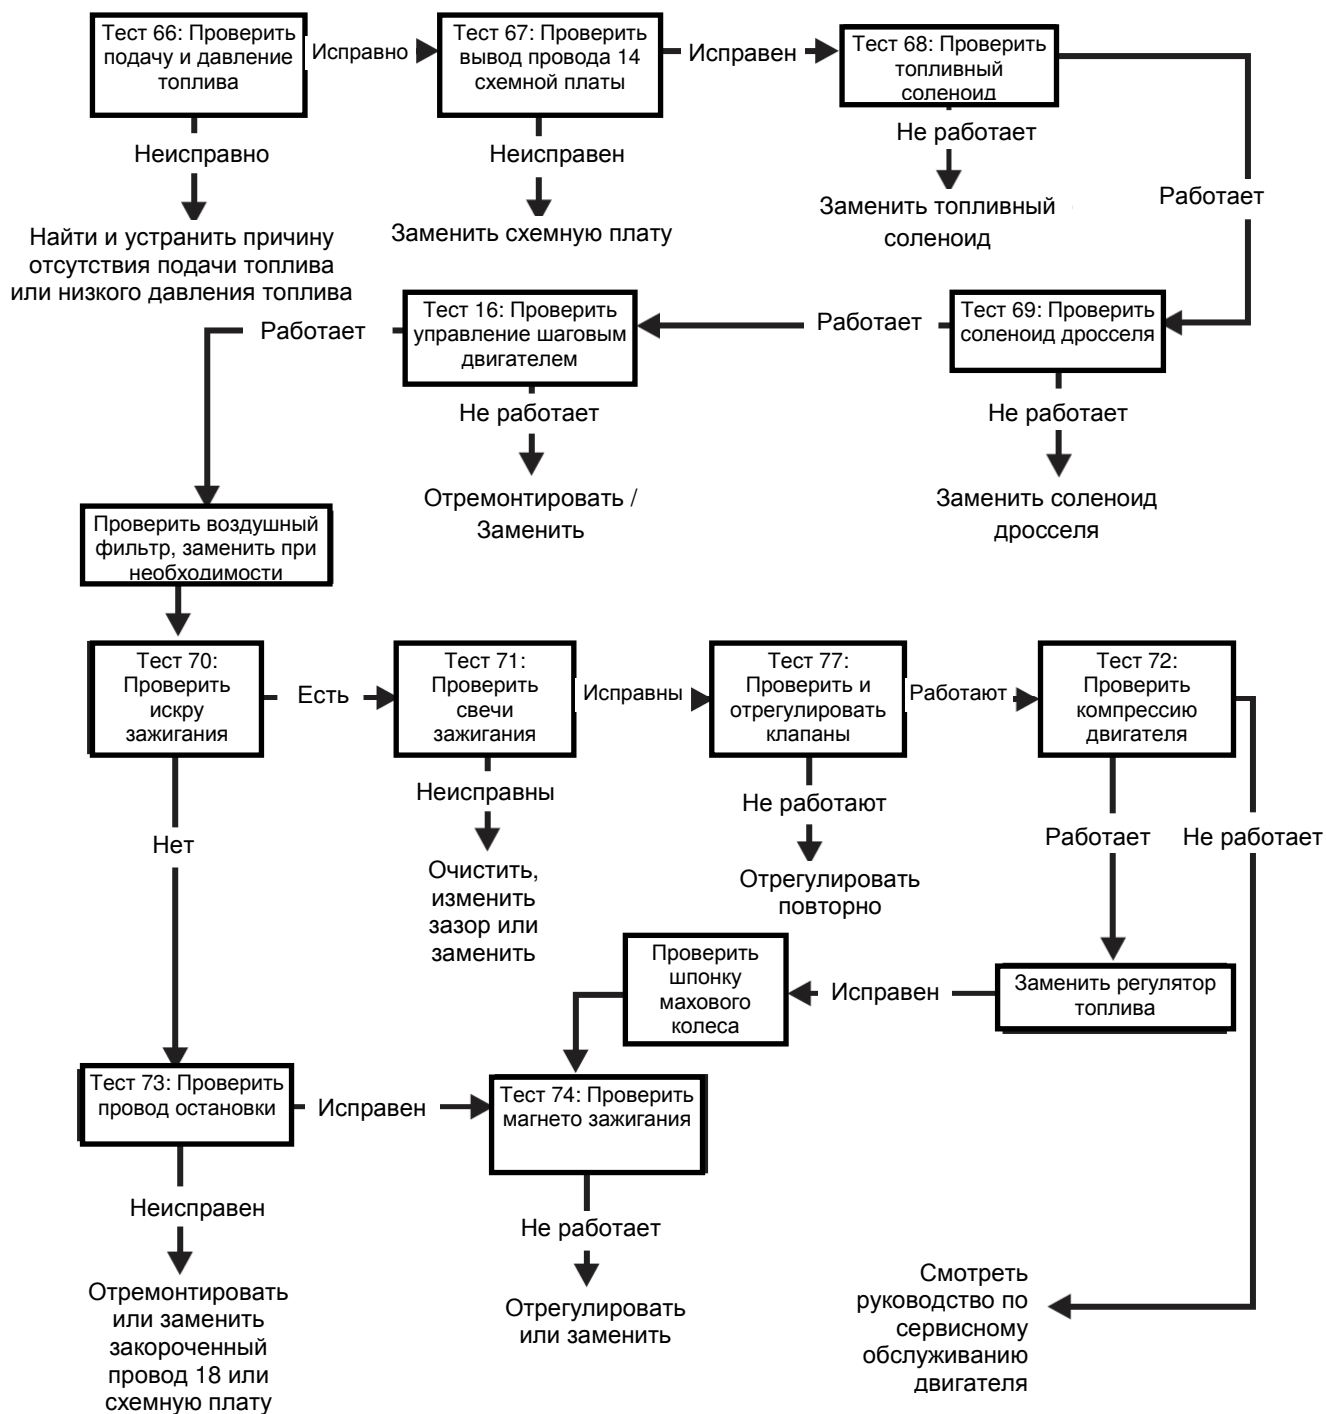 Тест 66: Проверить
подачу и давление
топлива
Исправно
Тест 67: Проверить
вывод провода 14
схемной платы
Исправен
Тест 68: Проверить
топливный
соленоид
Неисправно
Неисправен
Не работает
Работает
Найти и устранить причину
отсутствия подачи топлива
или низкого давления топлива
Заменить схемную плату
Заменить топливный
соленоид
Работает
Тест 16: Проверить
управление шаговым
двигателем
Работает
Тест 69: Проверить
соленоид дросселя
Не работает
Не работает
Отремонтировать /
Заменить
Заменить соленоид
дросселя
Проверить воздушный
фильтр, заменить при
необходимости
Тест 70:
Проверить
искру
зажигания
Есть
Тест 71:
Проверить
свечи
зажигания
Исправны
Тест 77:
Проверить и
отрегулировать
клапаны
Работают
Тест 72:
Проверить
компрессию
двигателя
Нет
Неисправны
Не работают
Работает
Не работает
Очистить,
изменить
зазор или
заменить
Отрегулировать
повторно
Проверить
шпонку
махового
колеса
Исправен
Заменить регулятор
топлива
Тест 73: Проверить
провод остановки
Исправен
Тест 74: Проверить
магнето зажигания
Неисправен
Не работает
Отремонтировать
или заменить
закороченный
провод 18 или
схемную плату
Отрегулировать
или заменить
Смотреть
руководство по
сервисному
обслуживанию
двигателя